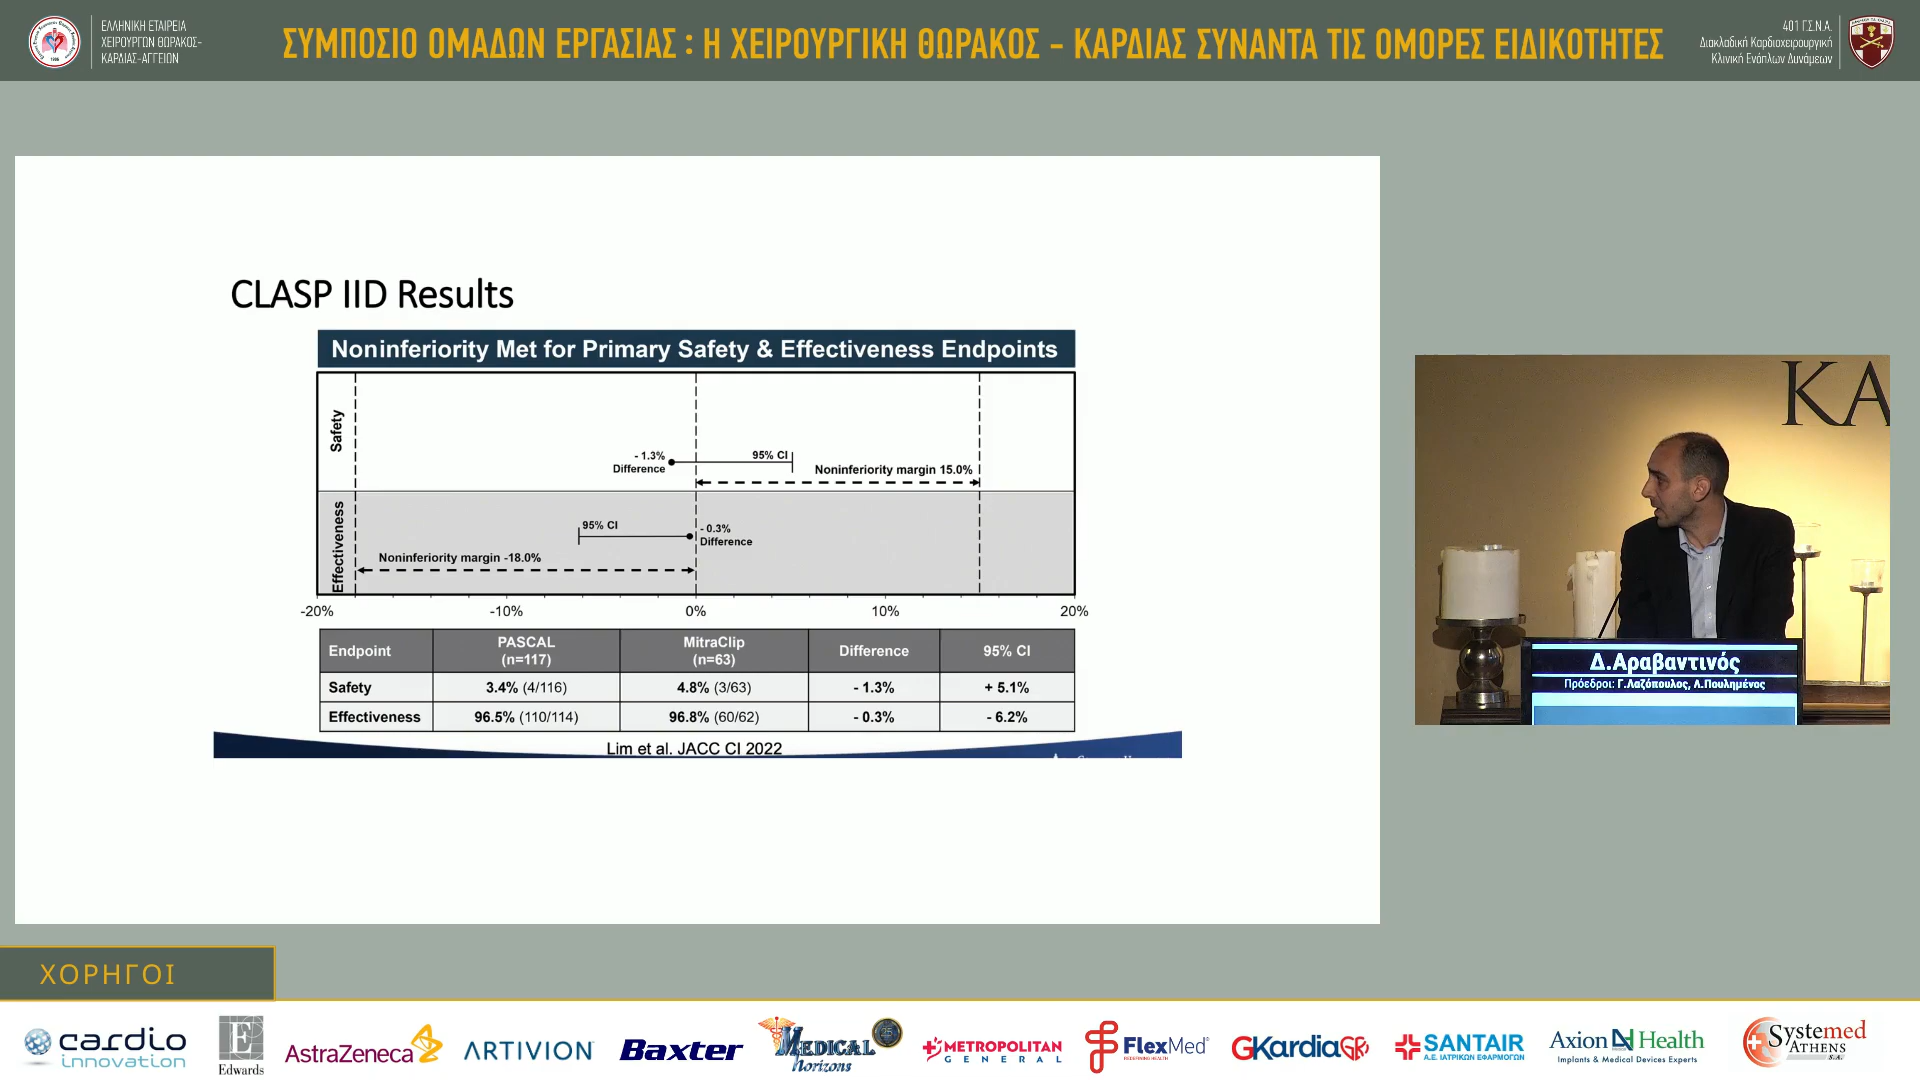 ΕΛΛΗΝΙΚΗ ΕΤΑΙΡΕΙΑ
ΧΕΙΡΟΥΡΓΩΝ ΘΩΡΑΚΟΣ-
ΚΑΡΔΙΑΣ-ΑΓΓΕΙΩΝ
ΣΥΜΠΟΣΙΟ ΟΜΑΔΩΝ ΕΡΓΑΣΙΑΣ : Η ΧΕΙΡΟΥΡΓΙΚΗ ΘΩΡΑΚΟΣ – ΚΑΡΔΙΑΣ ΣΥΝΑΝΤΑ ΤΙΣ ΟΜΟΡΕΣ ΕΙΔΙΚΟΤΗΤΕΣ
401 Γ.Σ.Ν.Α.
Διακλαδική Καρδιοχειρουργική
Κλινική Ενόπλων Δυνάμεων
CLASP IID Results
Noninferiority Met for Primary Safety & Effectiveness Endpoints
Safety
- 1.3%
Difference
95% CI
Noninferiority margin 15.0%
Effectiveness
95% CI
- 0.3%
Difference
Noninferiority margin -18.0%
-20% -10% 0% 10% 20%
Endpoint PASCAL (n=117) MitraClip (n=63) Difference 95% CI
Safety 3.4% (4/116) 4.8% (3/63) - 1.3% + 5.1%
Effectiveness 96.5% (110/114) 96.8% (60/62) - 0.3% - 6.2%
Lim et al. JACC CI 2022
ΚΑ
Δ.Αραβαντινός
Πρόεδροι: Γ.Λαζόπουλος, Λ.Πουλημένος
ΧΟΡΗΓΟΙ
cardio
innovation
E
Edwards
AstraZeneca
ARTIVION
Baxter
MEDICAL
Horizons
METROPOLITAN
GENERAL
FlexMed
GKardia
SANTAIR
Α.Ε. ΙΑΤΡΙΚΩΝ ΕΦΑΡΜΟΓΩΝ
Axion Health
Implants & Medical Devices Experts
Systemed
ATHENS
S.A.